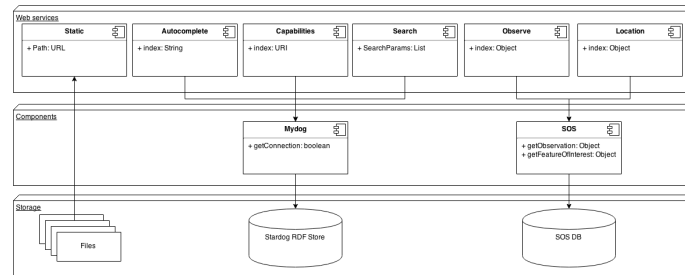 Web services
Static
+ Path: URL
Autocomplete
+ index: String
Capabilities
+ index: URI
Search
+ SearchParams: List
Observe
+ index: Object
Location
+ index: Object
Components
Mydog
+ getConnection: boolean
SOS
+ getObservation: Object
+ getFeatureOfInterest: Object
Storage
Files
Stardog RDF Store
SOS DB